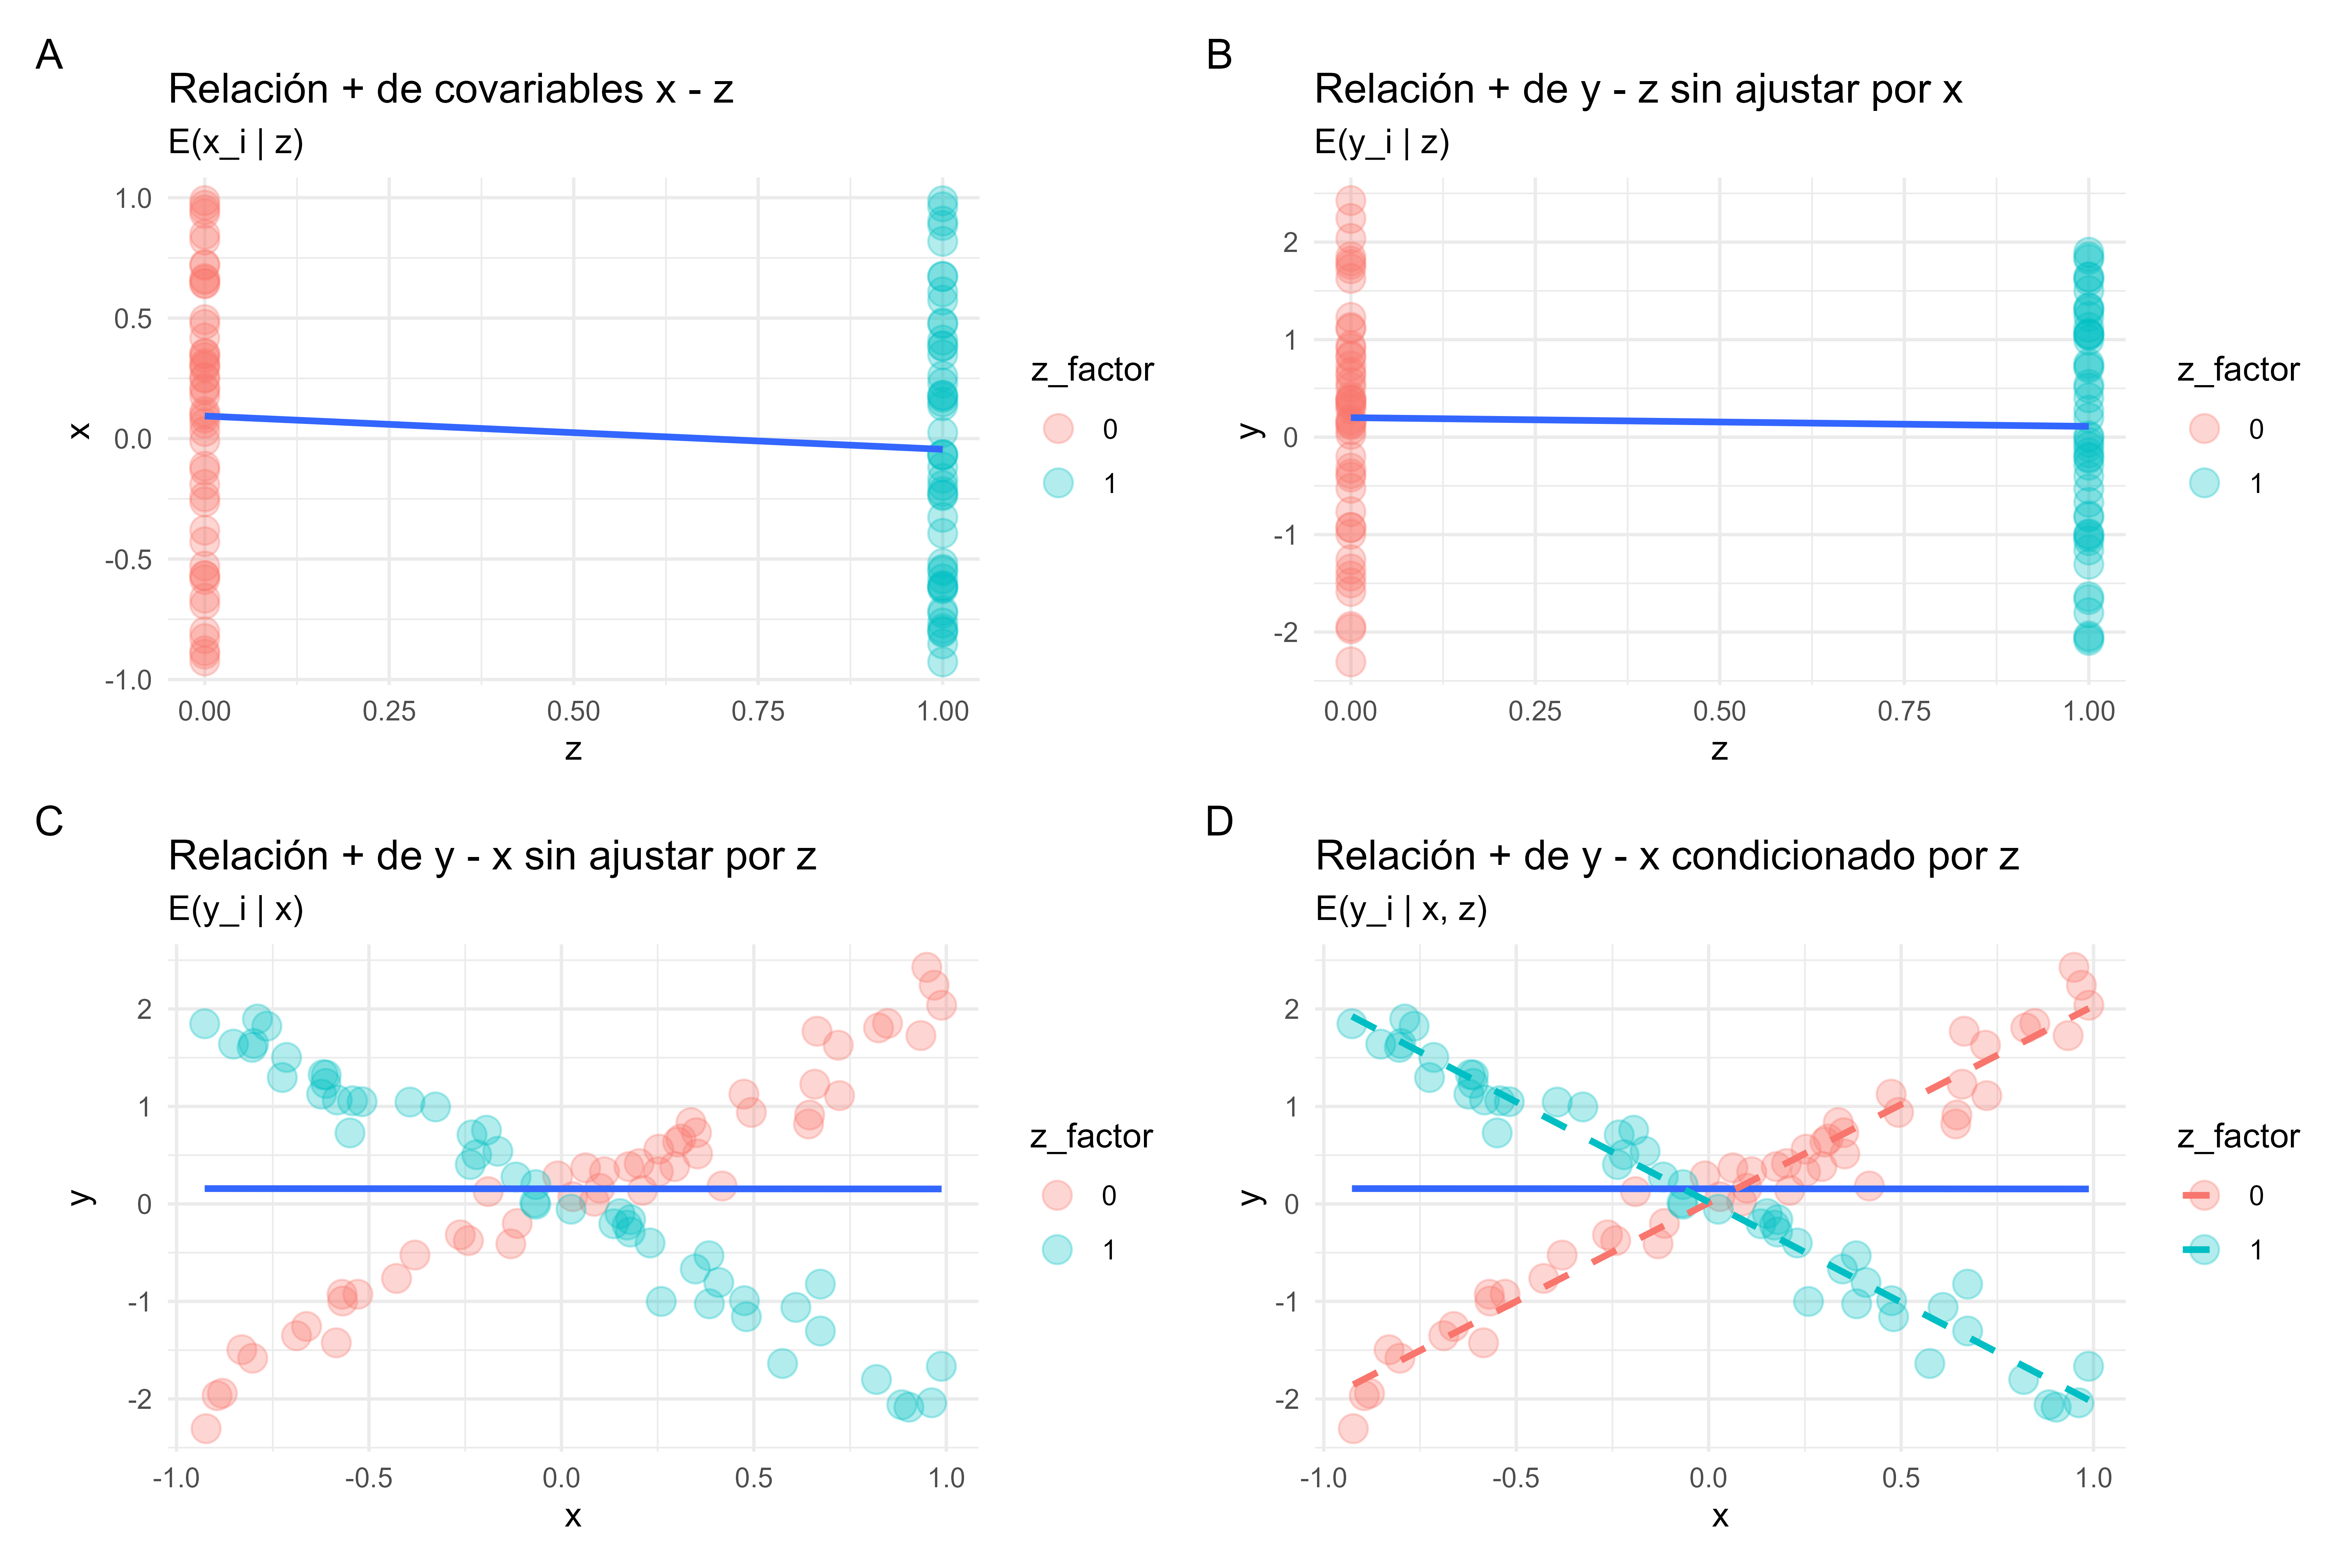 A
Relación + de covariables x - z
E(x_i | z)
1.0
0.5
0.0
-0.5
-1.0
x
0.00 0.25 0.50 0.75 1.00
z
z_factor
0
1
B
Relación + de y - z sin ajustar por x
E(y_i | z)
2
1
0
-1
-2
y
0.00 0.25 0.50 0.75 1.00
z
z_factor
0
1
C
Relación + de y - x sin ajustar por z
E(y_i | x)
2
1
0
-1
-2
y
-1.0 -0.5 0.0 0.5 1.0
x
z_factor
0
1
D
Relación + de y - x condicionado por z
E(y_i | x, z)
2
1
0
-1
-2
y
-1.0 -0.5 0.0 0.5 1.0
x
z_factor
0
1